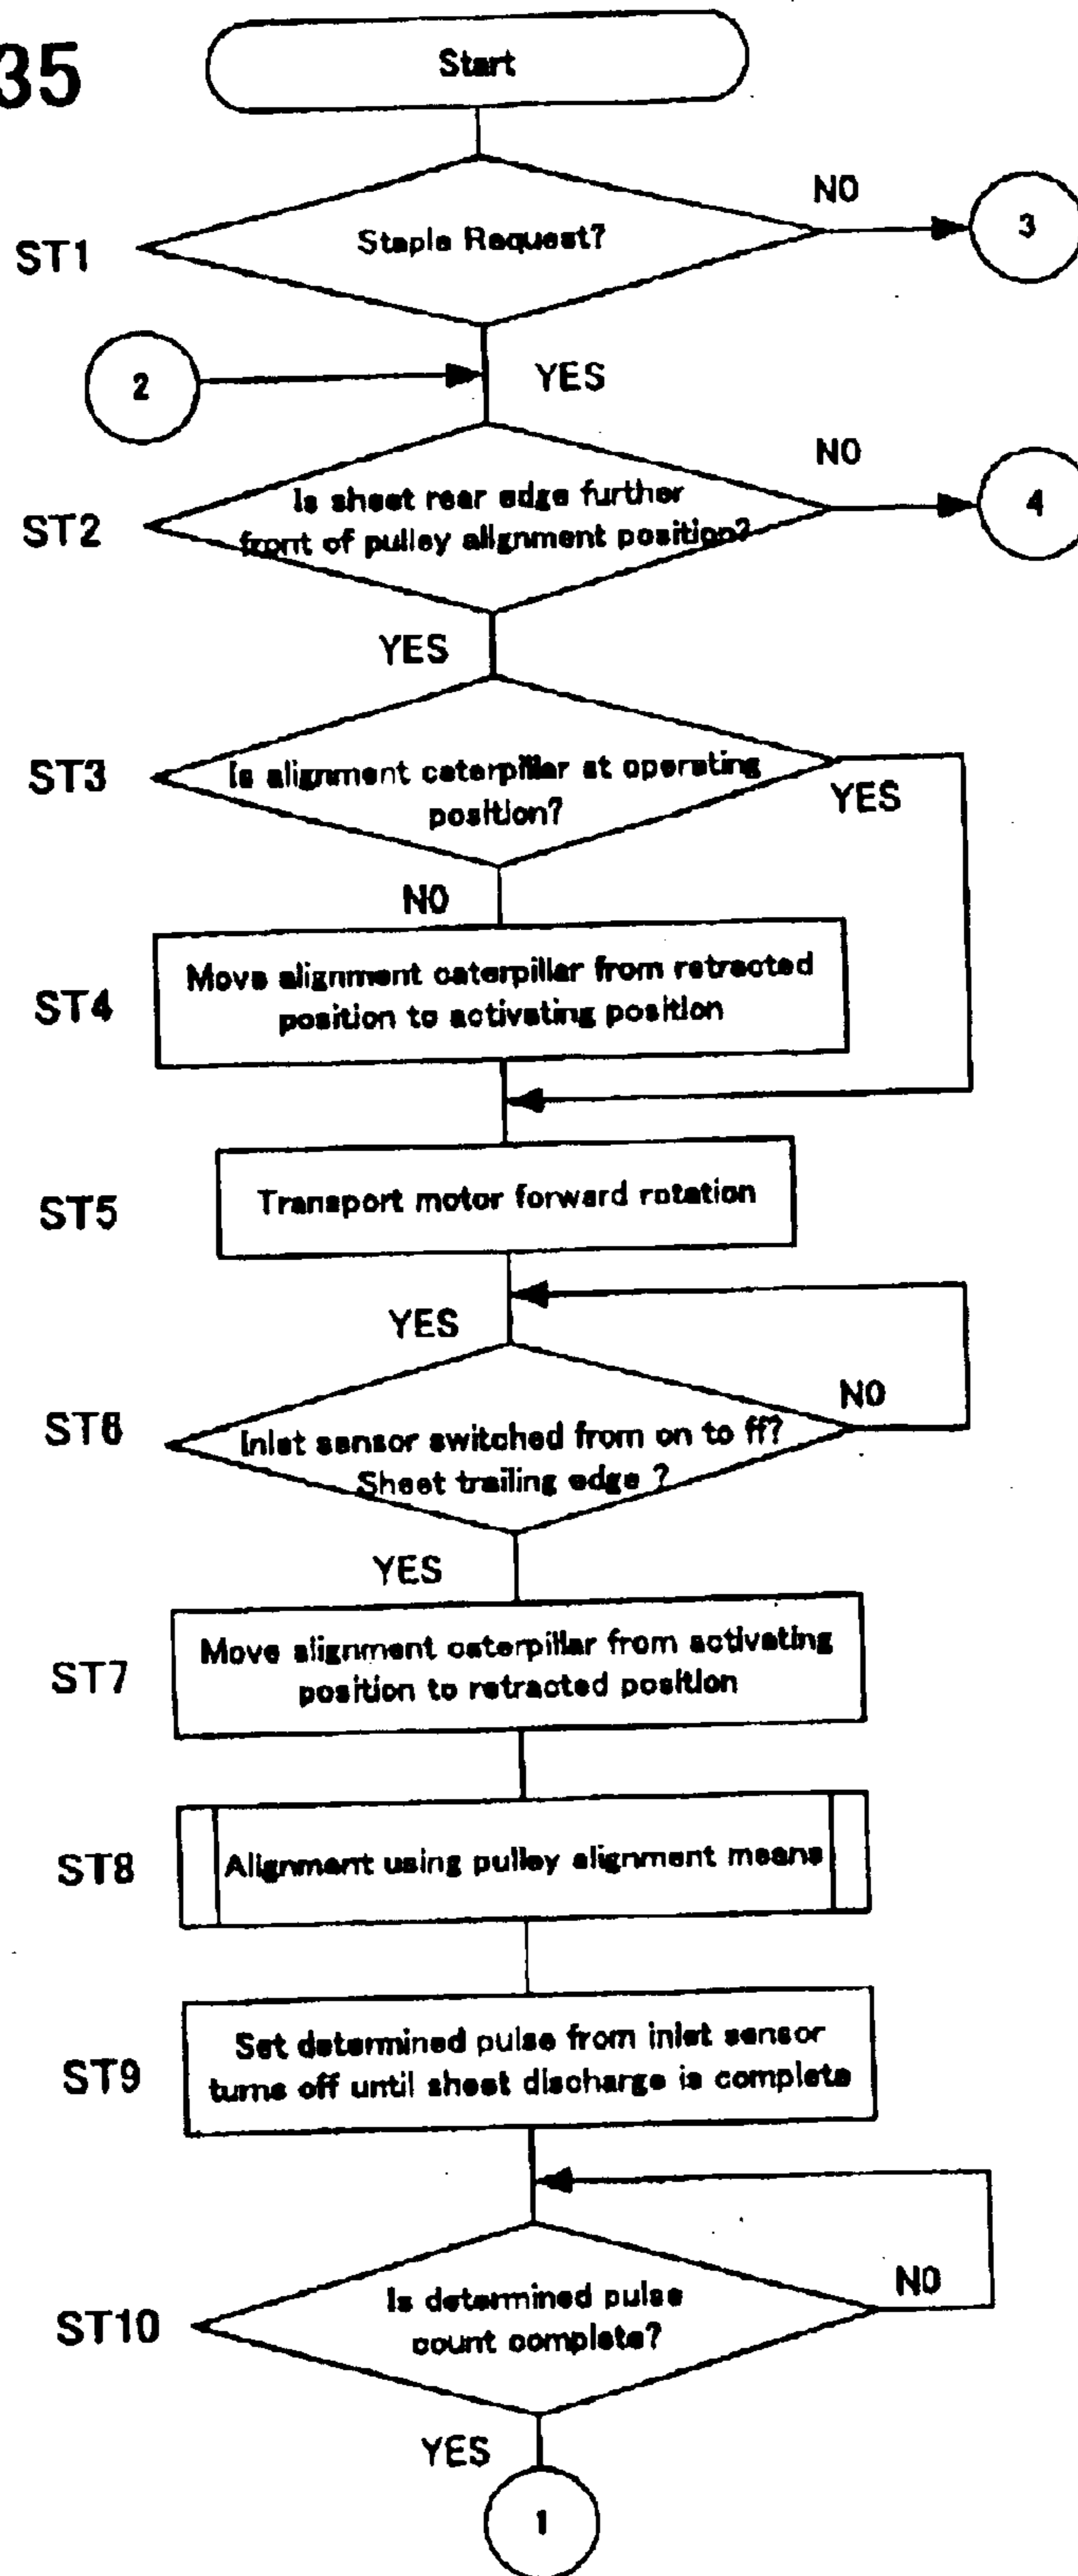 35
Start
ST1
Staple Request?
NO
3
2
YES
ST2
Is sheet rear edge further
front of pulley alignment position?
NO
4
YES
ST3
Is alignment caterpillar at operating
position?
YES
NO
ST4
Move alignment caterpillar from retracted
position to activating position
ST5
Transport motor forward rotation
YES
ST6
Inlet sensor switched from on to ff?
Sheet trailing edge ?
NO
YES
ST7
Move alignment caterpillar from activating
position to retracted position
ST8
Alignment using pulley alignment means
ST9
Set determined pulse from inlet sensor
turns off until sheet discharge is complete
ST10
Is determined pulse
count complete?
NO
YES
1